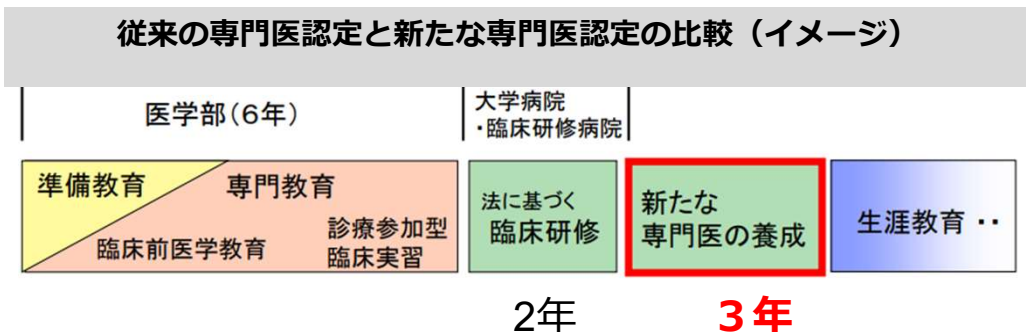 従来の専門医認定と新たな専門医認定の比較（イメージ）
医学部（6年）
大学病院
・臨床研修病院
準備教育
専門教育
臨床前医学教育
診療参加型
臨床実習
法に基づく
臨床研修
新たな
専門医の養成
生涯教育 ・・
2年
３年